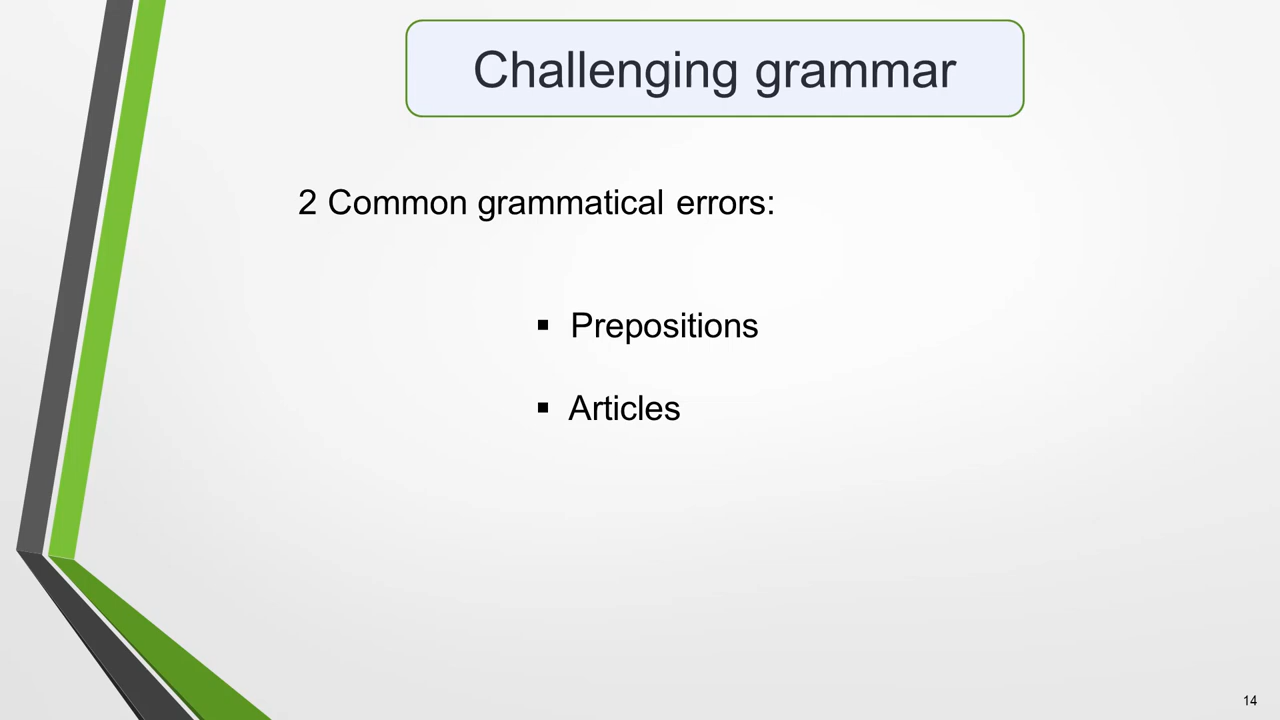 Challenging grammar
2 Common grammatical errors:
▪ Prepositions
▪ Articles
14